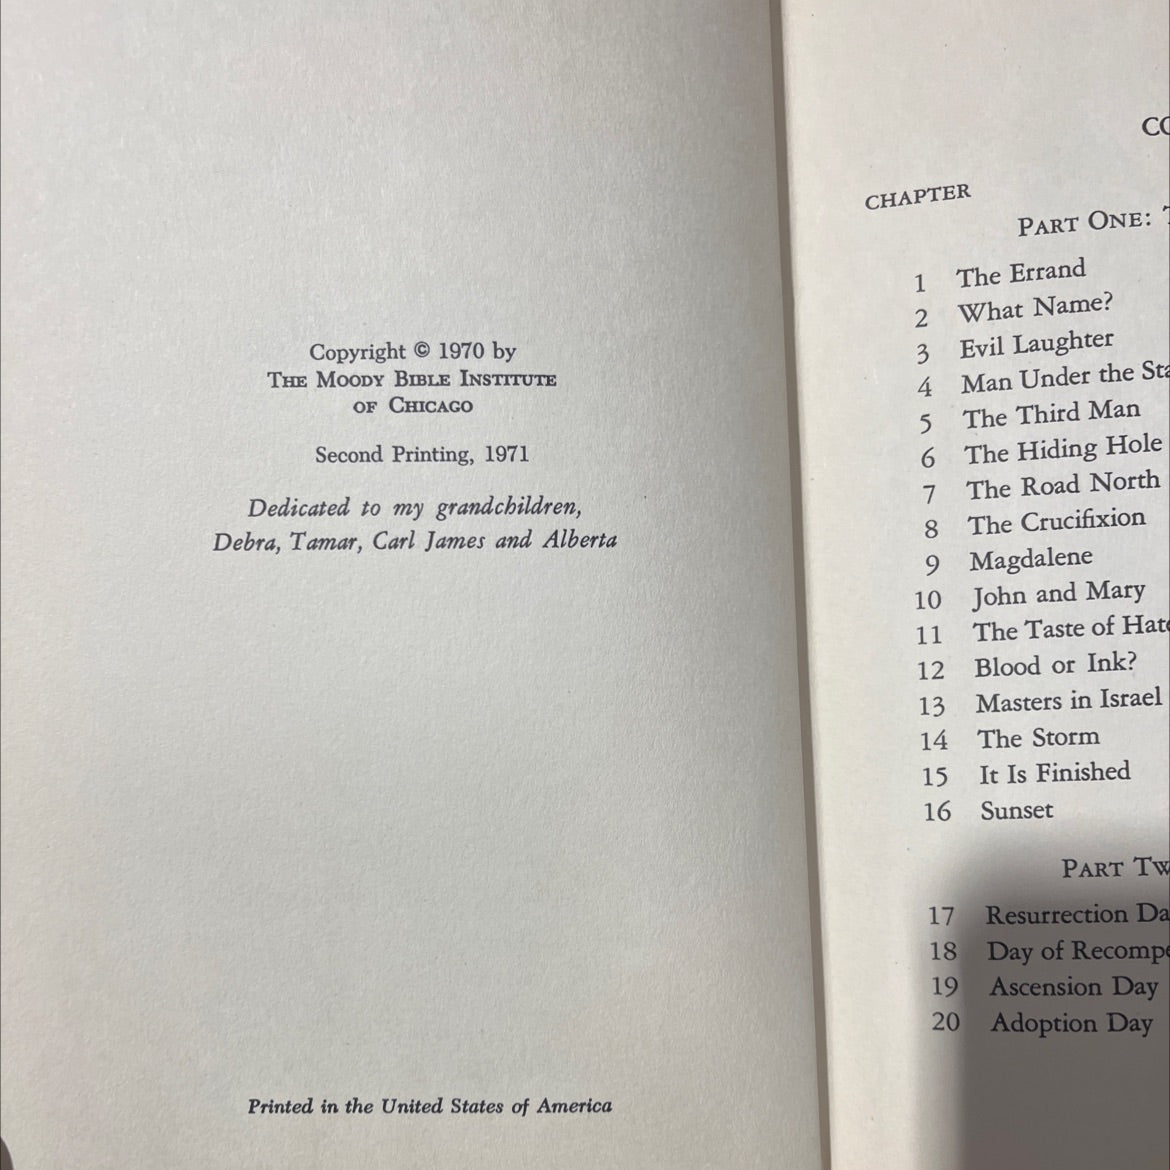 Copyright © 1970 by
THE MOODY BIBLE INSTITUTE
OF CHICAGO
Second Printing, 1971
Dedicated to my grandchildren,
Debra, Tamar, Carl James and Alberta
Printed in the United States of America
CHAPTER
PART ONE:
1 The Errand
2 What Name?
3 Evil Laughter
4 Man Under the
5 The Third Man
6 The Hiding Hole
7 The Road North
8 The Crucifixion
9 Magdalene
10 John and Mary
11 The Taste of
12 Blood or Ink?
13 Masters in Israel
14 The Storm
15 It Is Finished
16 Sunset
PART
17 Resurrection
18 Day of
19 Ascension Day
20 Adoption Day